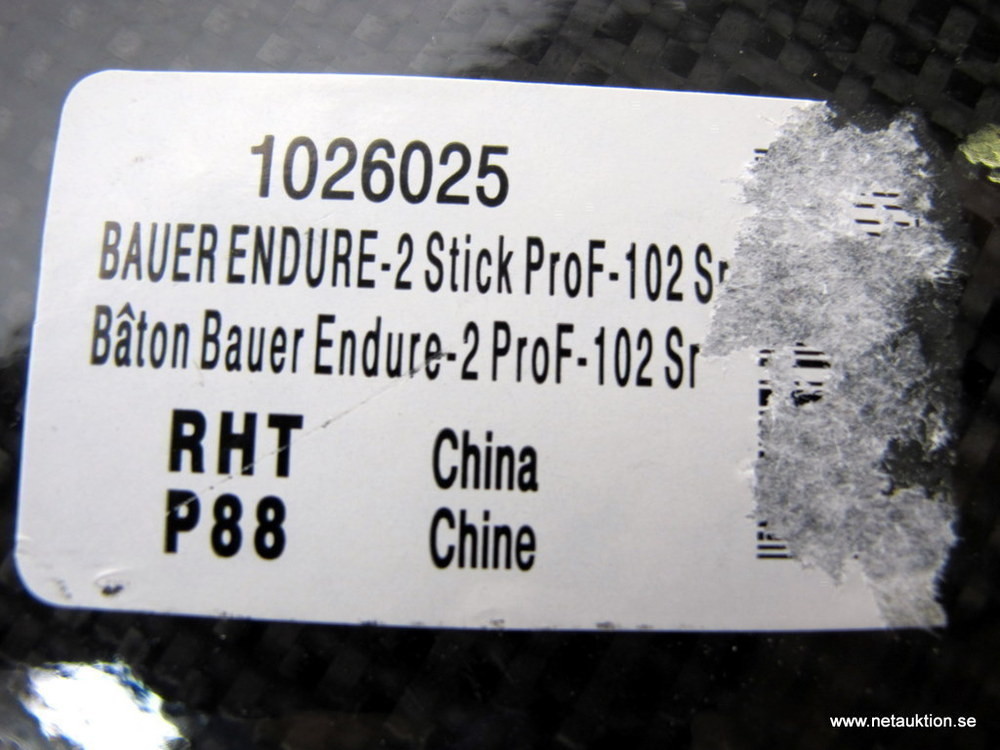 1026025
BAUER ENDURE-2 Stick ProF-102 Sr
Bâton Bauer Endure-2 ProF-102 Sr
RHT China
P88 Chine
www.netauktion.se